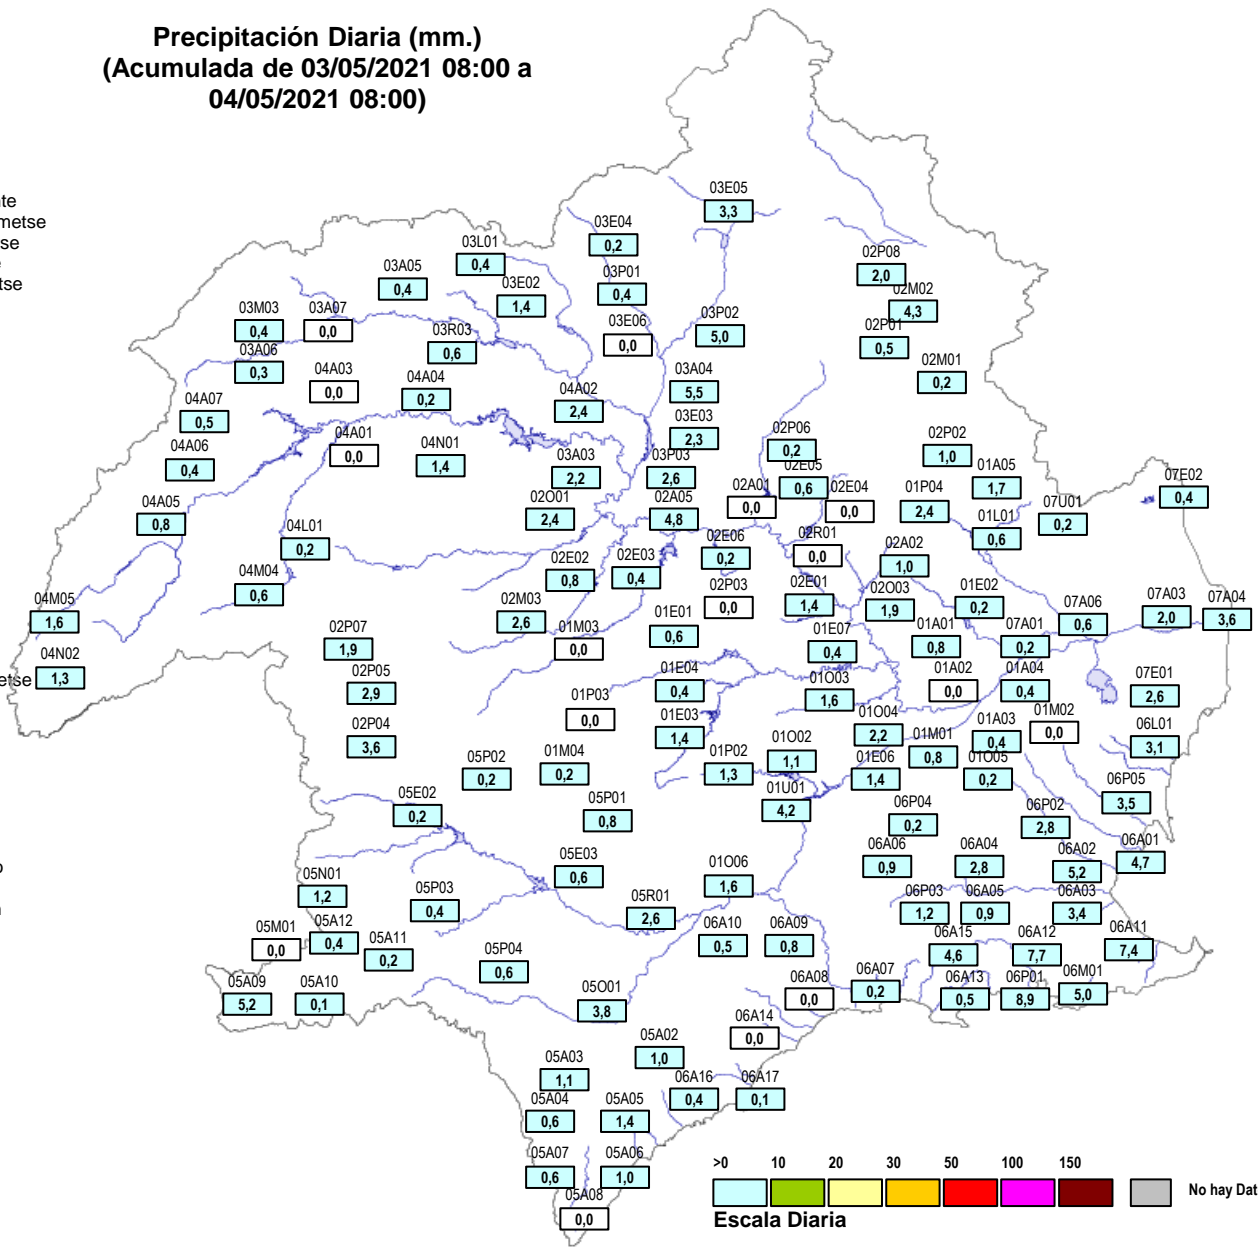 Precipitación Diaria (mm.)
(Acumulada de 03/05/2021 08:00 a
04/05/2021 08:00)
te
metse
se
tse
etse
03E05
3,3
03E04
0,2
03L01
0,4
02P08
2,0
03A05
0,4
03P01
0,4
03E02
1,4
02M02
4,3
03M03
0,4
03A07
0,0
03P02
5,0
03E06
0,0
02P01
0,5
03R03
0,6
03A06
0,3
04A03
0,0
03A04
5,5
02M01
0,2
04A04
0,2
04A02
2,4
04A07
0,5
03E03
2,3
04A01
0,0
02P06
0,2
02P02
1,0
04A06
0,4
04N01
1,4
03A03
2,2
03P03
2,6
02E05
0,6
01A05
1,7
07E02
0,4
04A05
0,8
02O01
2,4
02A05
4,8
02A01
0,0
02E04
0,0
01P04
2,4
07U01
0,2
04L01
0,2
01L01
0,6
02E06
0,2
02R01
0,0
02A02
1,0
02E02
0,8
02E03
0,4
04M04
0,6
02P03
0,0
02E01
1,4
02O03
1,9
01E02
0,2
04M05
1,6
02M03
2,6
07A06
0,6
07A03
2,0
07A04
3,6
01M03
0,0
01E01
0,6
01E07
0,4
01A01
0,8
07A01
0,2
02P07
1,9
04N02
1,3
02P05
2,9
01E04
0,4
01O03
1,6
01A02
0,0
01A04
0,4
07E01
2,6
01P03
0,0
01E03
1,4
01O04
2,2
01A03
0,4
01M02
0,0
06L01
3,1
02P04
3,6
01M01
0,8
05P02
0,2
01M04
0,2
01P02
1,3
01O02
1,1
01E06
1,4
01O05
0,2
05E02
0,2
05P01
0,8
01U01
4,2
06P04
0,2
06P02
2,8
06P05
3,5
05E03
0,6
06A06
0,9
06A04
2,8
06A02
5,2
06A01
4,7
05N01
1,2
01O06
1,6
05P03
0,4
05R01
2,6
06P03
1,2
06A05
0,9
06A03
3,4
05M01
0,0
05A12
0,4
05A11
0,2
06A10
0,5
06A09
0,8
06A15
4,6
06A12
7,7
06A11
7,4
05P04
0,6
05A09
5,2
05A10
0,1
05O01
3,8
06A08
0,0
06A07
0,2
06A13
0,5
06P01
8,9
06M01
5,0
06A14
0,0
05A02
1,0
05A03
1,1
06A16
0,4
06A17
0,1
05A04
0,6
05A05
1,4
05A07
0,6
05A06
1,0
05A08
0,0
>0 10 20 30 50 100 150
No hay Dat
Escala Diaria